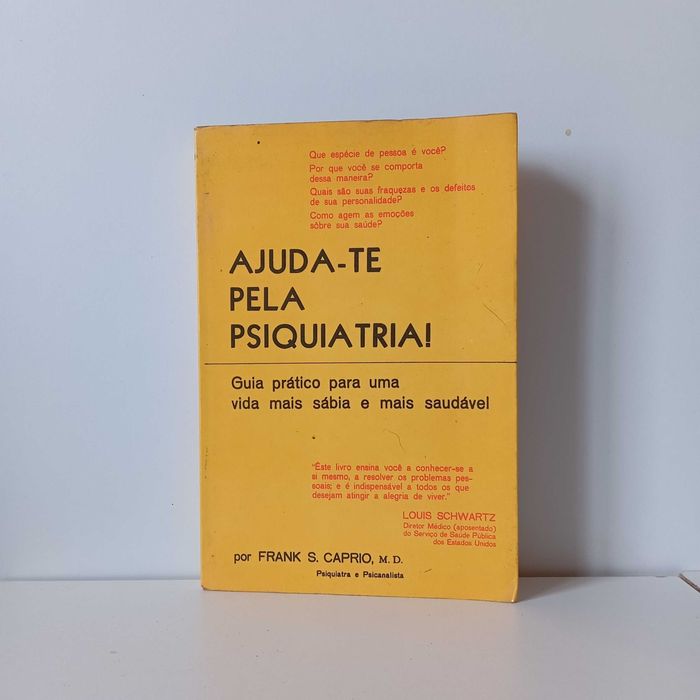 Que espécie de pessoa é você?
Por que você se comporta
dessa maneira?
Quais são suas fraquezas e os defeitos
de sua personalidade?
Como agem as emoções
sôbre sua saúde?
AJUDA-TE
PELA
PSIQUIATRIA!
Guia prático para uma
vida mais sábia e mais saudável
"Êste livro ensina você a conhecer-se a
si mesmo, a resolver os problemas pes-
soais; e é indispensável a todos os que
desejam atingir a alegria de viver."
LOUIS SCHWARTZ
Diretor Médico (aposentado)
do Serviço de Saúde Pública
dos Estados Unidos
por FRANK S. CAPRIO, M. D.
Psiquiatra e Psicanalista